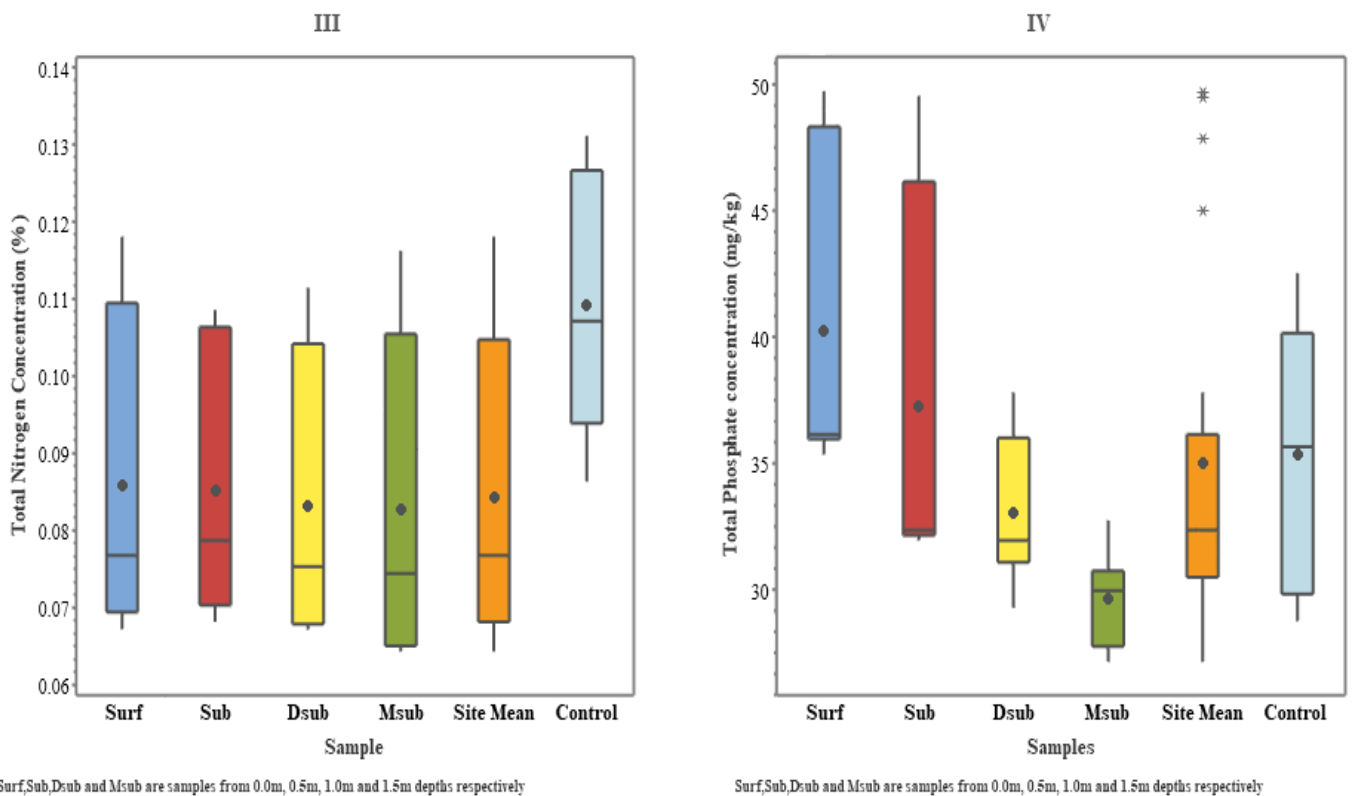 III
Total Nitrogen Concentration (%)
0.14
0.13
0.12
0.11
0.10
0.09
0.08
0.07
0.06
Surf Sub Dsub Msub Site Mean Control
Sample
Surf,Sub,Dsub and Msub are samples from 0.0m, 0.5m, 1.0m and 1.5m depths respectively
IV
Total Phosphate concentration (mg/kg)
50
45
40
35
30
Surf Sub Dsub Msub Site Mean Control
Samples
Surf,Sub,Dsub and Msub are samples from 0.0m, 0.5m, 1.0m and 1.5m depths respectively